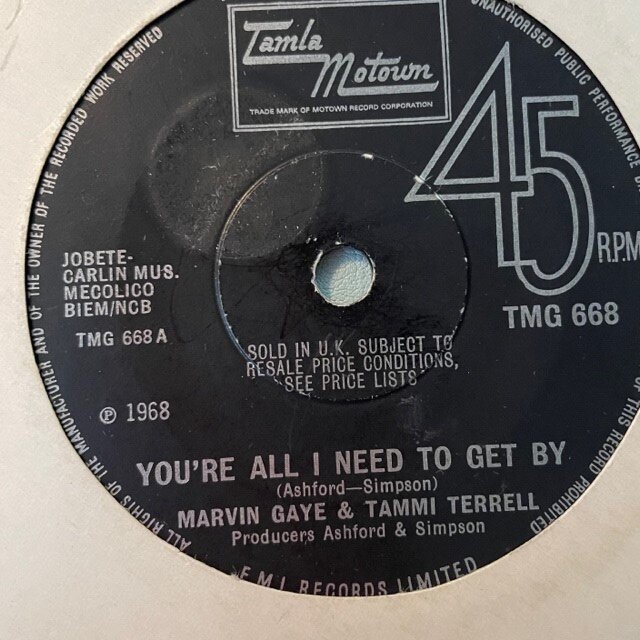 Tamla
Motown
TRADE MARK OF MOTOWN RECORD CORPORATION
45
R.P.M.
TMG 668
JOBETE-
CARLIN MUS.
MECOLICO
BIEM/NCB
TMG 668 A
SOLD IN U.K. SUBJECT TO
RESALE PRICE CONDITIONS,
SEE PRICE LISTS
℗ 1968
YOU'RE ALL I NEED TO GET BY
(Ashford—Simpson)
MARVIN GAYE & TAMMI TERRELL
Producers Ashford & Simpson
E.M.I. RECORDS LIMITED
ALL RIGHTS OF THE MANUFACTURER AND OF THE OWNER OF THE RECORDED WORK RESERVED
UNAUTHORISED PUBLIC PERFORMANCE
OF THIS RECORD PROHIBITED